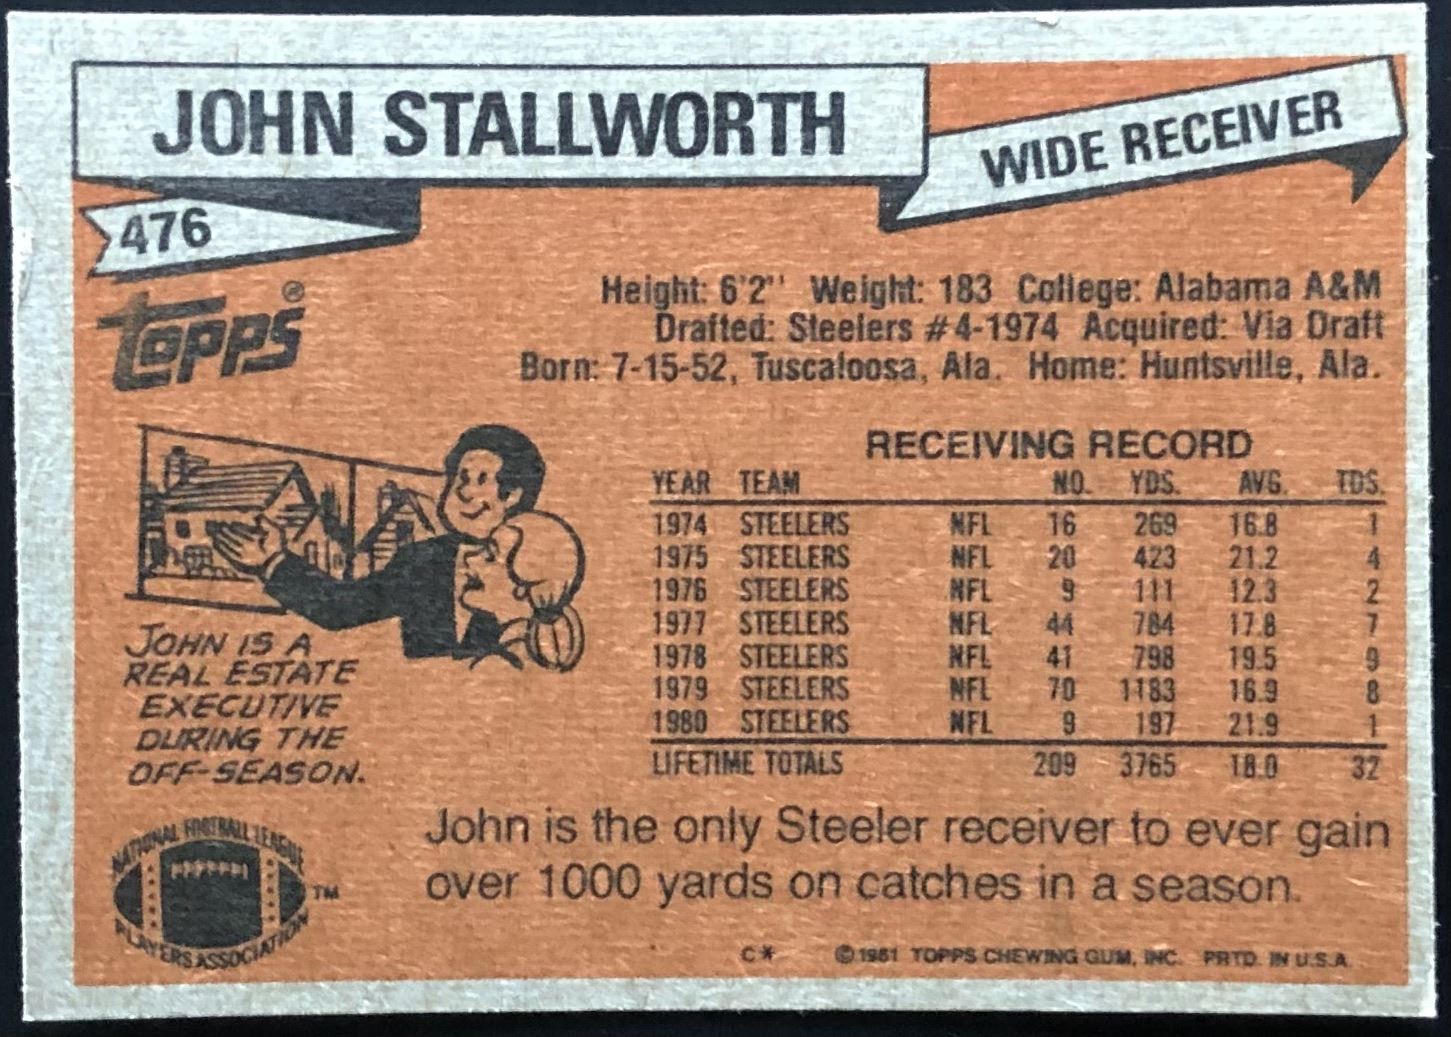 JOHN STALLWORTH
WIDE RECEIVER
476
Topps®
Height: 6'2" Weight: 183 College: Alabama A&M
Drafted: Steelers #4-1974 Acquired: Via Draft
Born: 7-15-52, Tuscaloosa, Ala. Home: Huntsville, Ala.
JOHN IS A
REAL ESTATE
EXECUTIVE
DURING THE
OFF-SEASON.
RECEIVING RECORD
YEAR TEAM NO. YDS. AVG. TDS.
1974 STEELERS NFL 16 269 16.8 1
1975 STEELERS NFL 20 423 21.2 4
1976 STEELERS NFL 9 111 12.3 2
1977 STEELERS NFL 44 784 17.8 7
1978 STEELERS NFL 41 798 19.5 9
1979 STEELERS NFL 70 1183 16.9 8
1980 STEELERS NFL 9 197 21.9 1
LIFETIME TOTALS 209 3765 18.0 32
John is the only Steeler receiver to ever gain
over 1000 yards on catches in a season.
NATIONAL FOOTBALL LEAGUE
PLAYERS ASSOCIATION
TM
C* ©1981 TOPPS CHEWING GUM, INC. PRTD. IN U.S.A.